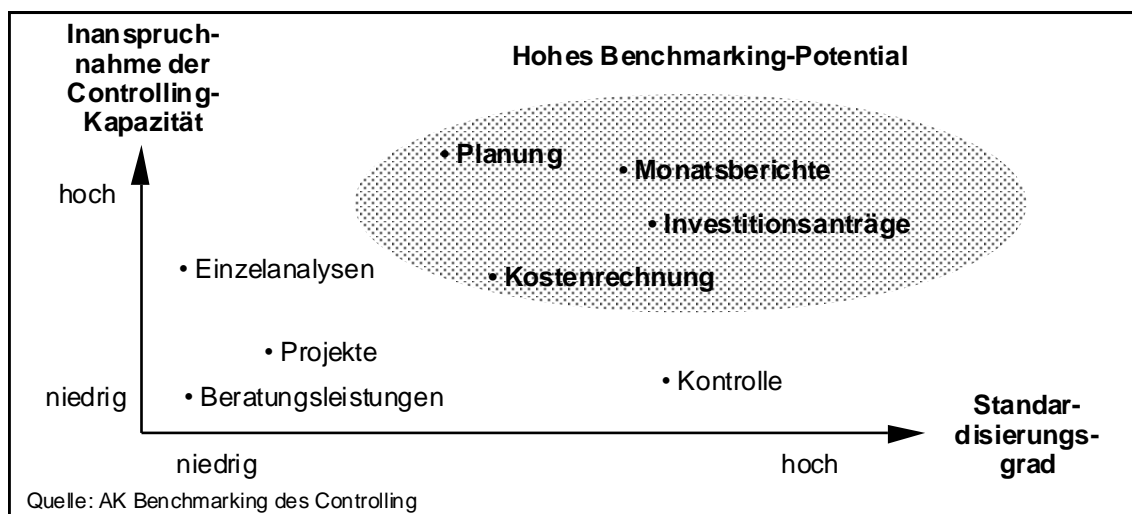 Inanspruch-
nahme der
Controlling-
Kapazität
Hohes Benchmarking-Potential
• Planung
• Monatsberichte
hoch
• Investitionsanträge
• Einzelanalysen
• Kostenrechnung
• Projekte
• Kontrolle
niedrig
• Beratungsleistungen
Standar-
disierungs-
grad
niedrig
hoch
Quelle: AK Benchmarking des Controlling